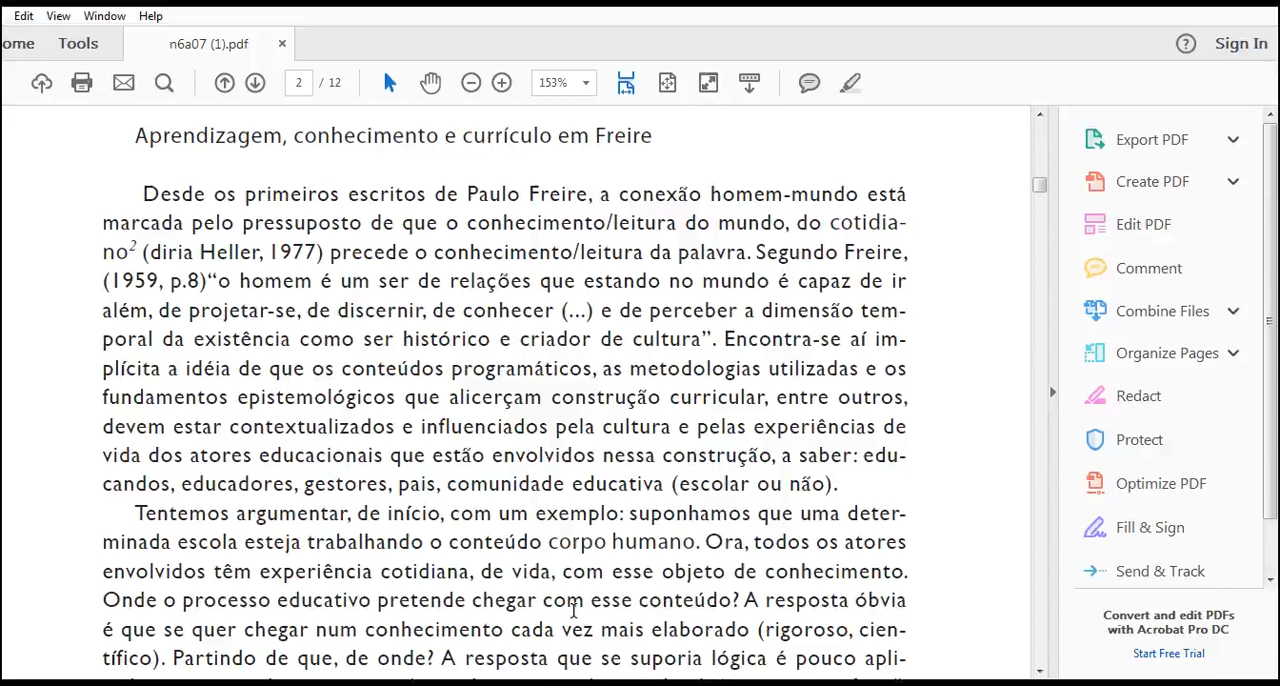 Edit View Window Help
ome Tools n6a07 (1).pdf × Sign In
2 / 12 153%
Aprendizagem, conhecimento e currículo em Freire
Desde os primeiros escritos de Paulo Freire, a conexão homem-mundo está
marcada pelo pressuposto de que o conhecimento/leitura do mundo, do cotidia-
no² (diria Heller, 1977) precede o conhecimento/leitura da palavra. Segundo Freire,
(1959, p.8)“o homem é um ser de relações que estando no mundo é capaz de ir
além, de projetar-se, de discernir, de conhecer (...) e de perceber a dimensão tem-
poral da existência como ser histórico e criador de cultura”. Encontra-se aí im-
plícita a idéia de que os conteúdos programáticos, as metodologias utilizadas e os
fundamentos epistemológicos que alicerçam construção curricular, entre outros,
devem estar contextualizados e influenciados pela cultura e pelas experiências de
vida dos atores educacionais que estão envolvidos nessa construção, a saber: edu-
candos, educadores, gestores, pais, comunidade educativa (escolar ou não).
Tentemos argumentar, de início, com um exemplo: suponhamos que uma deter-
minada escola esteja trabalhando o conteúdo corpo humano. Ora, todos os atores
envolvidos têm experiência cotidiana, de vida, com esse objeto de conhecimento.
Onde o processo educativo pretende chegar com esse conteúdo? A resposta óbvia
é que se quer chegar num conhecimento cada vez mais elaborado (rigoroso, cien-
tífico). Partindo de que, de onde? A resposta que se suporia lógica é pouco apli-
Export PDF
Create PDF
Edit PDF
Comment
Combine Files
Organize Pages
Redact
Protect
Optimize PDF
Fill & Sign
Send & Track
Convert and edit PDFs
with Acrobat Pro DC
Start Free Trial